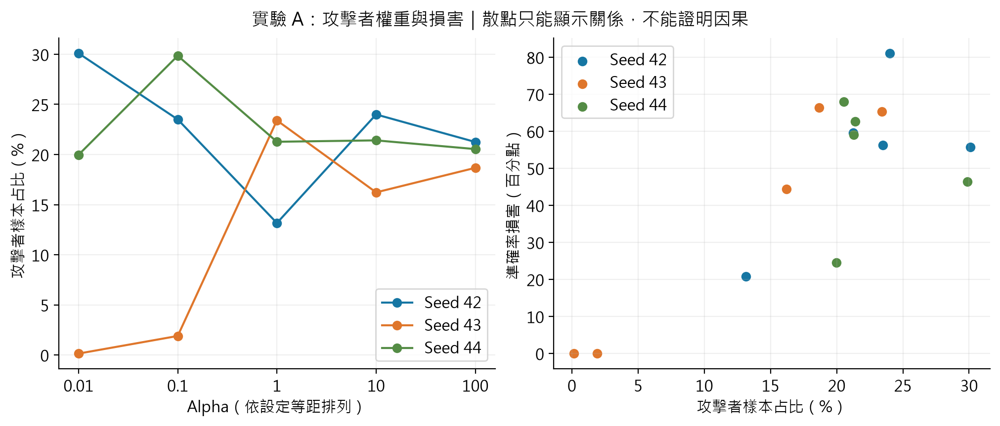 實驗 A：攻擊者權重與損害｜散點只能顯示關係，不能證明因果
攻擊者樣本占比（%）
30
25
20
15
10
5
0
Seed 42
Seed 43
Seed 44
0.01 0.1 1 10 100
Alpha（依設定等距排列）
準確率損害（百分點）
80
70
60
50
40
30
20
10
0
Seed 42
Seed 43
Seed 44
0 5 10 15 20 25 30
攻擊者樣本占比（%）